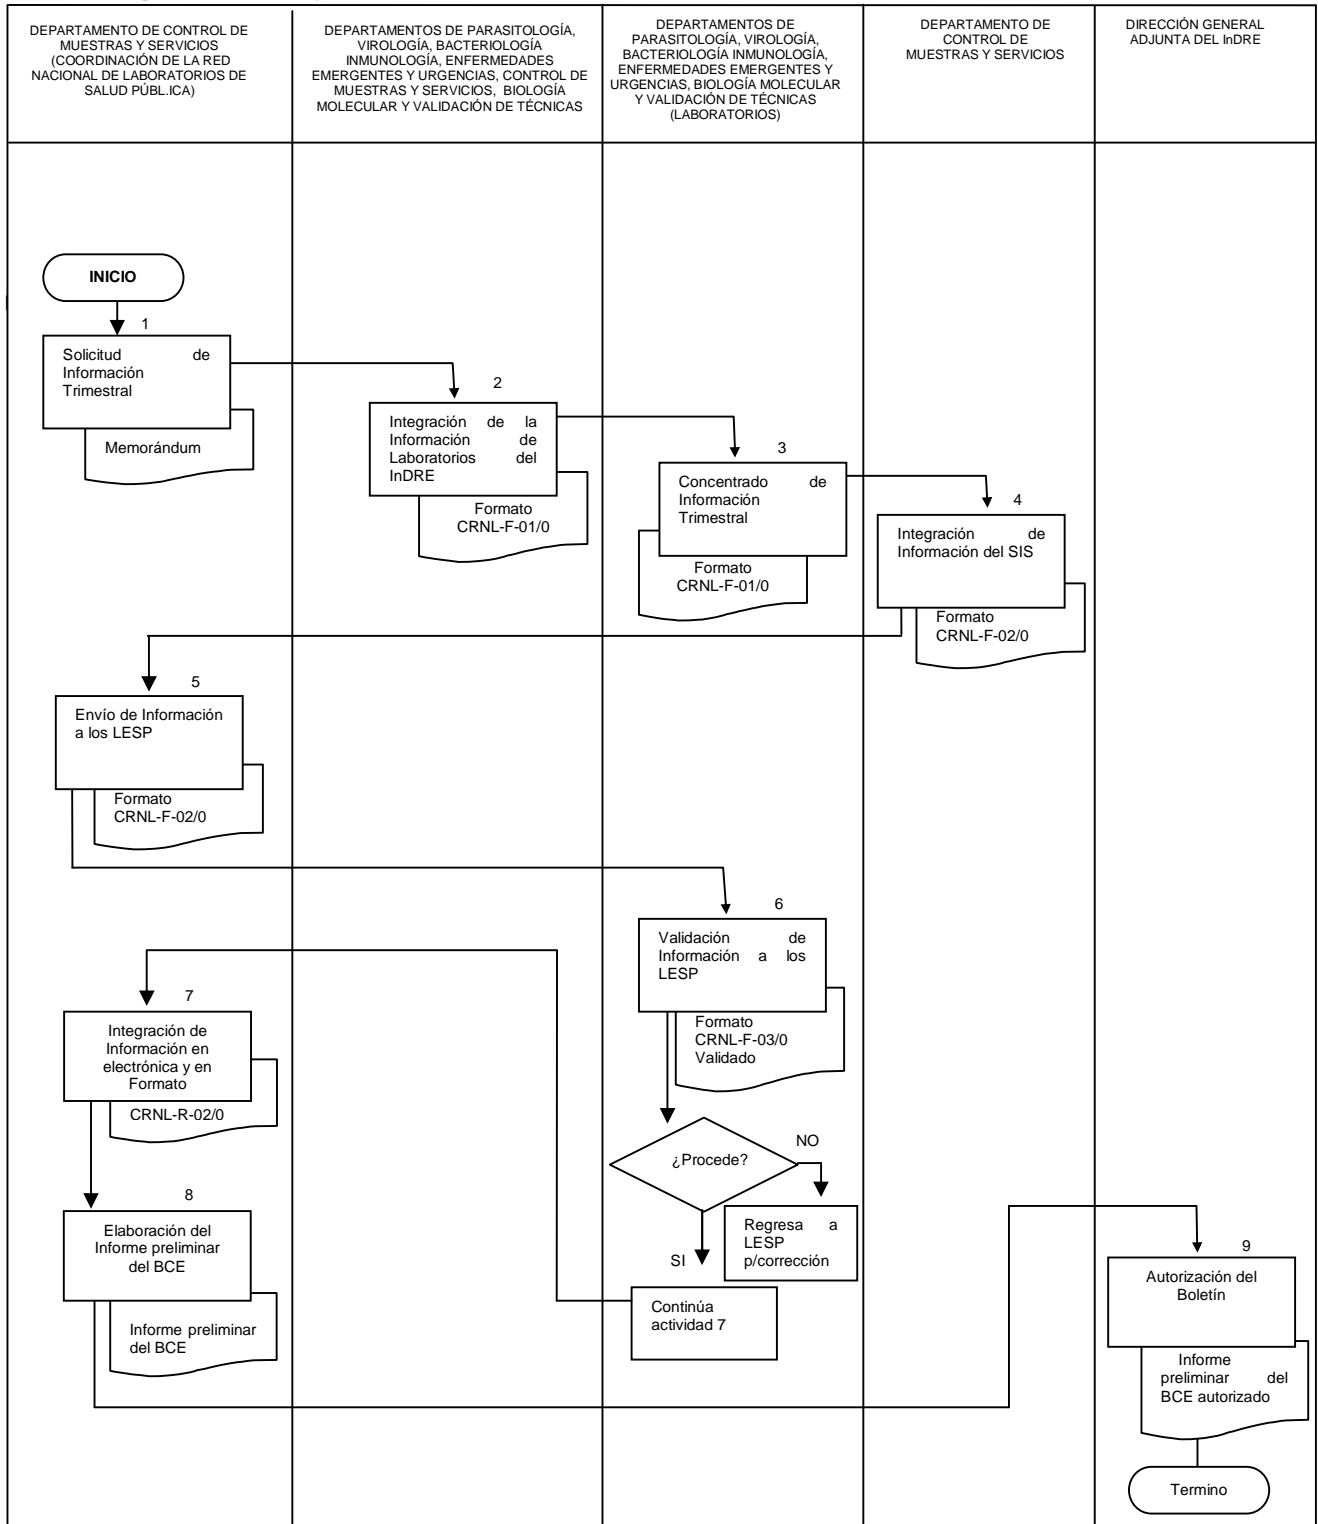 DEPARTAMENTO DE CONTROL DE
MUESTRAS Y SERVICIOS
(COORDINACIÓN DE LA RED
NACIONAL DE LABORATORIOS DE
SALUD PÚBL.ICA)
DEPARTAMENTOS DE PARASITOLOGÍA,
VIROLOGÍA, BACTERIOLOGÍA
INMUNOLOGÍA, ENFERMEDADES
EMERGENTES Y URGENCIAS, CONTROL DE
MUESTRAS Y SERVICIOS, BIOLOGÍA
MOLECULAR Y VALIDACIÓN DE TÉCNICAS
DEPARTAMENTOS DE
PARASITOLOGÍA, VIROLOGÍA,
BACTERIOLOGÍA INMUNOLOGÍA,
ENFERMEDADES EMERGENTES Y
URGENCIAS, BIOLOGÍA MOLECULAR
Y VALIDACIÓN DE TÉCNICAS
(LABORATORIOS)
DEPARTAMENTO DE
CONTROL DE
MUESTRAS Y SERVICIOS
DIRECCIÓN GENERAL
ADJUNTA DEL InDRE
INICIO
1
Solicitud de
Información
Trimestral
Memorándum
2
Integración de la
Información de
Laboratorios del
InDRE
Formato
CRNL-F-01/0
3
Concentrado de
Información
Trimestral
Formato
CRNL-F-01/0
4
Integración de
Información del SIS
Formato
CRNL-F-02/0
5
Envío de Información
a los LESP
Formato
CRNL-F-02/0
6
Validación de
Información a los
LESP
Formato
CRNL-F-03/0
Validado
¿Procede?
NO
Regresa a
LESP
p/corrección
SI
Continúa
actividad 7
7
Integración de
Información en
electrónica y en
Formato
CRNL-R-02/0
8
Elaboración del
Informe preliminar
del BCE
Informe preliminar
del BCE
9
Autorización del
Boletín
Informe
preliminar del
BCE autorizado
Termino